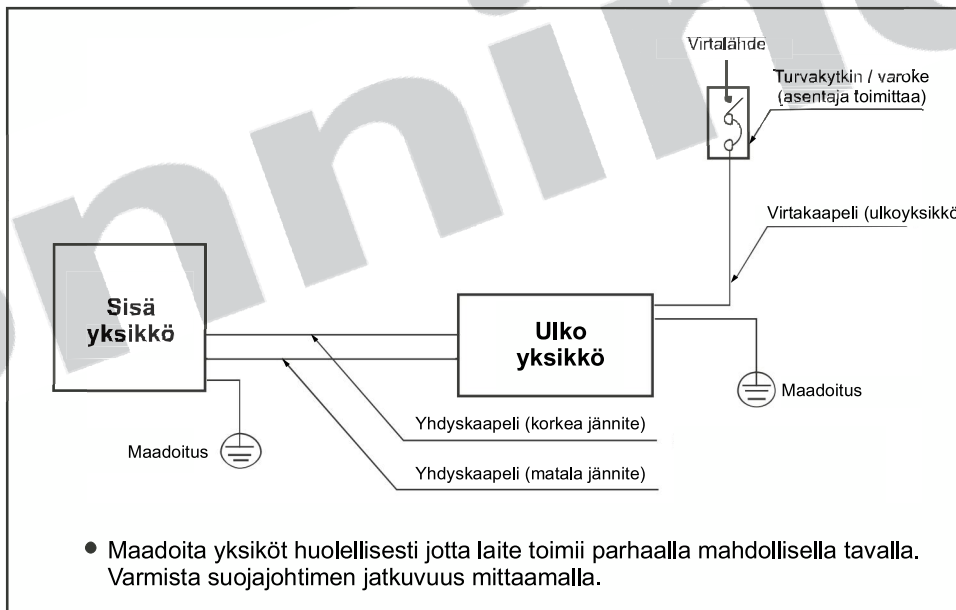 Virtalähde
Turvakytkin / varoke
(asentaja toimittaa)
Virtakaapeli (ulkoyksikkö
Sisä
yksikkö
Ulko
yksikkö
Maadoitus
Yhdyskaapeli (korkea jännite)
Maadoitus
Yhdyskaapeli (matala jännite)
• Maadoita yksiköt huolellisesti jotta laite toimii parhaalla mahdollisella tavalla.
Varmista suojajohtimen jatkuvuus mittaamalla.